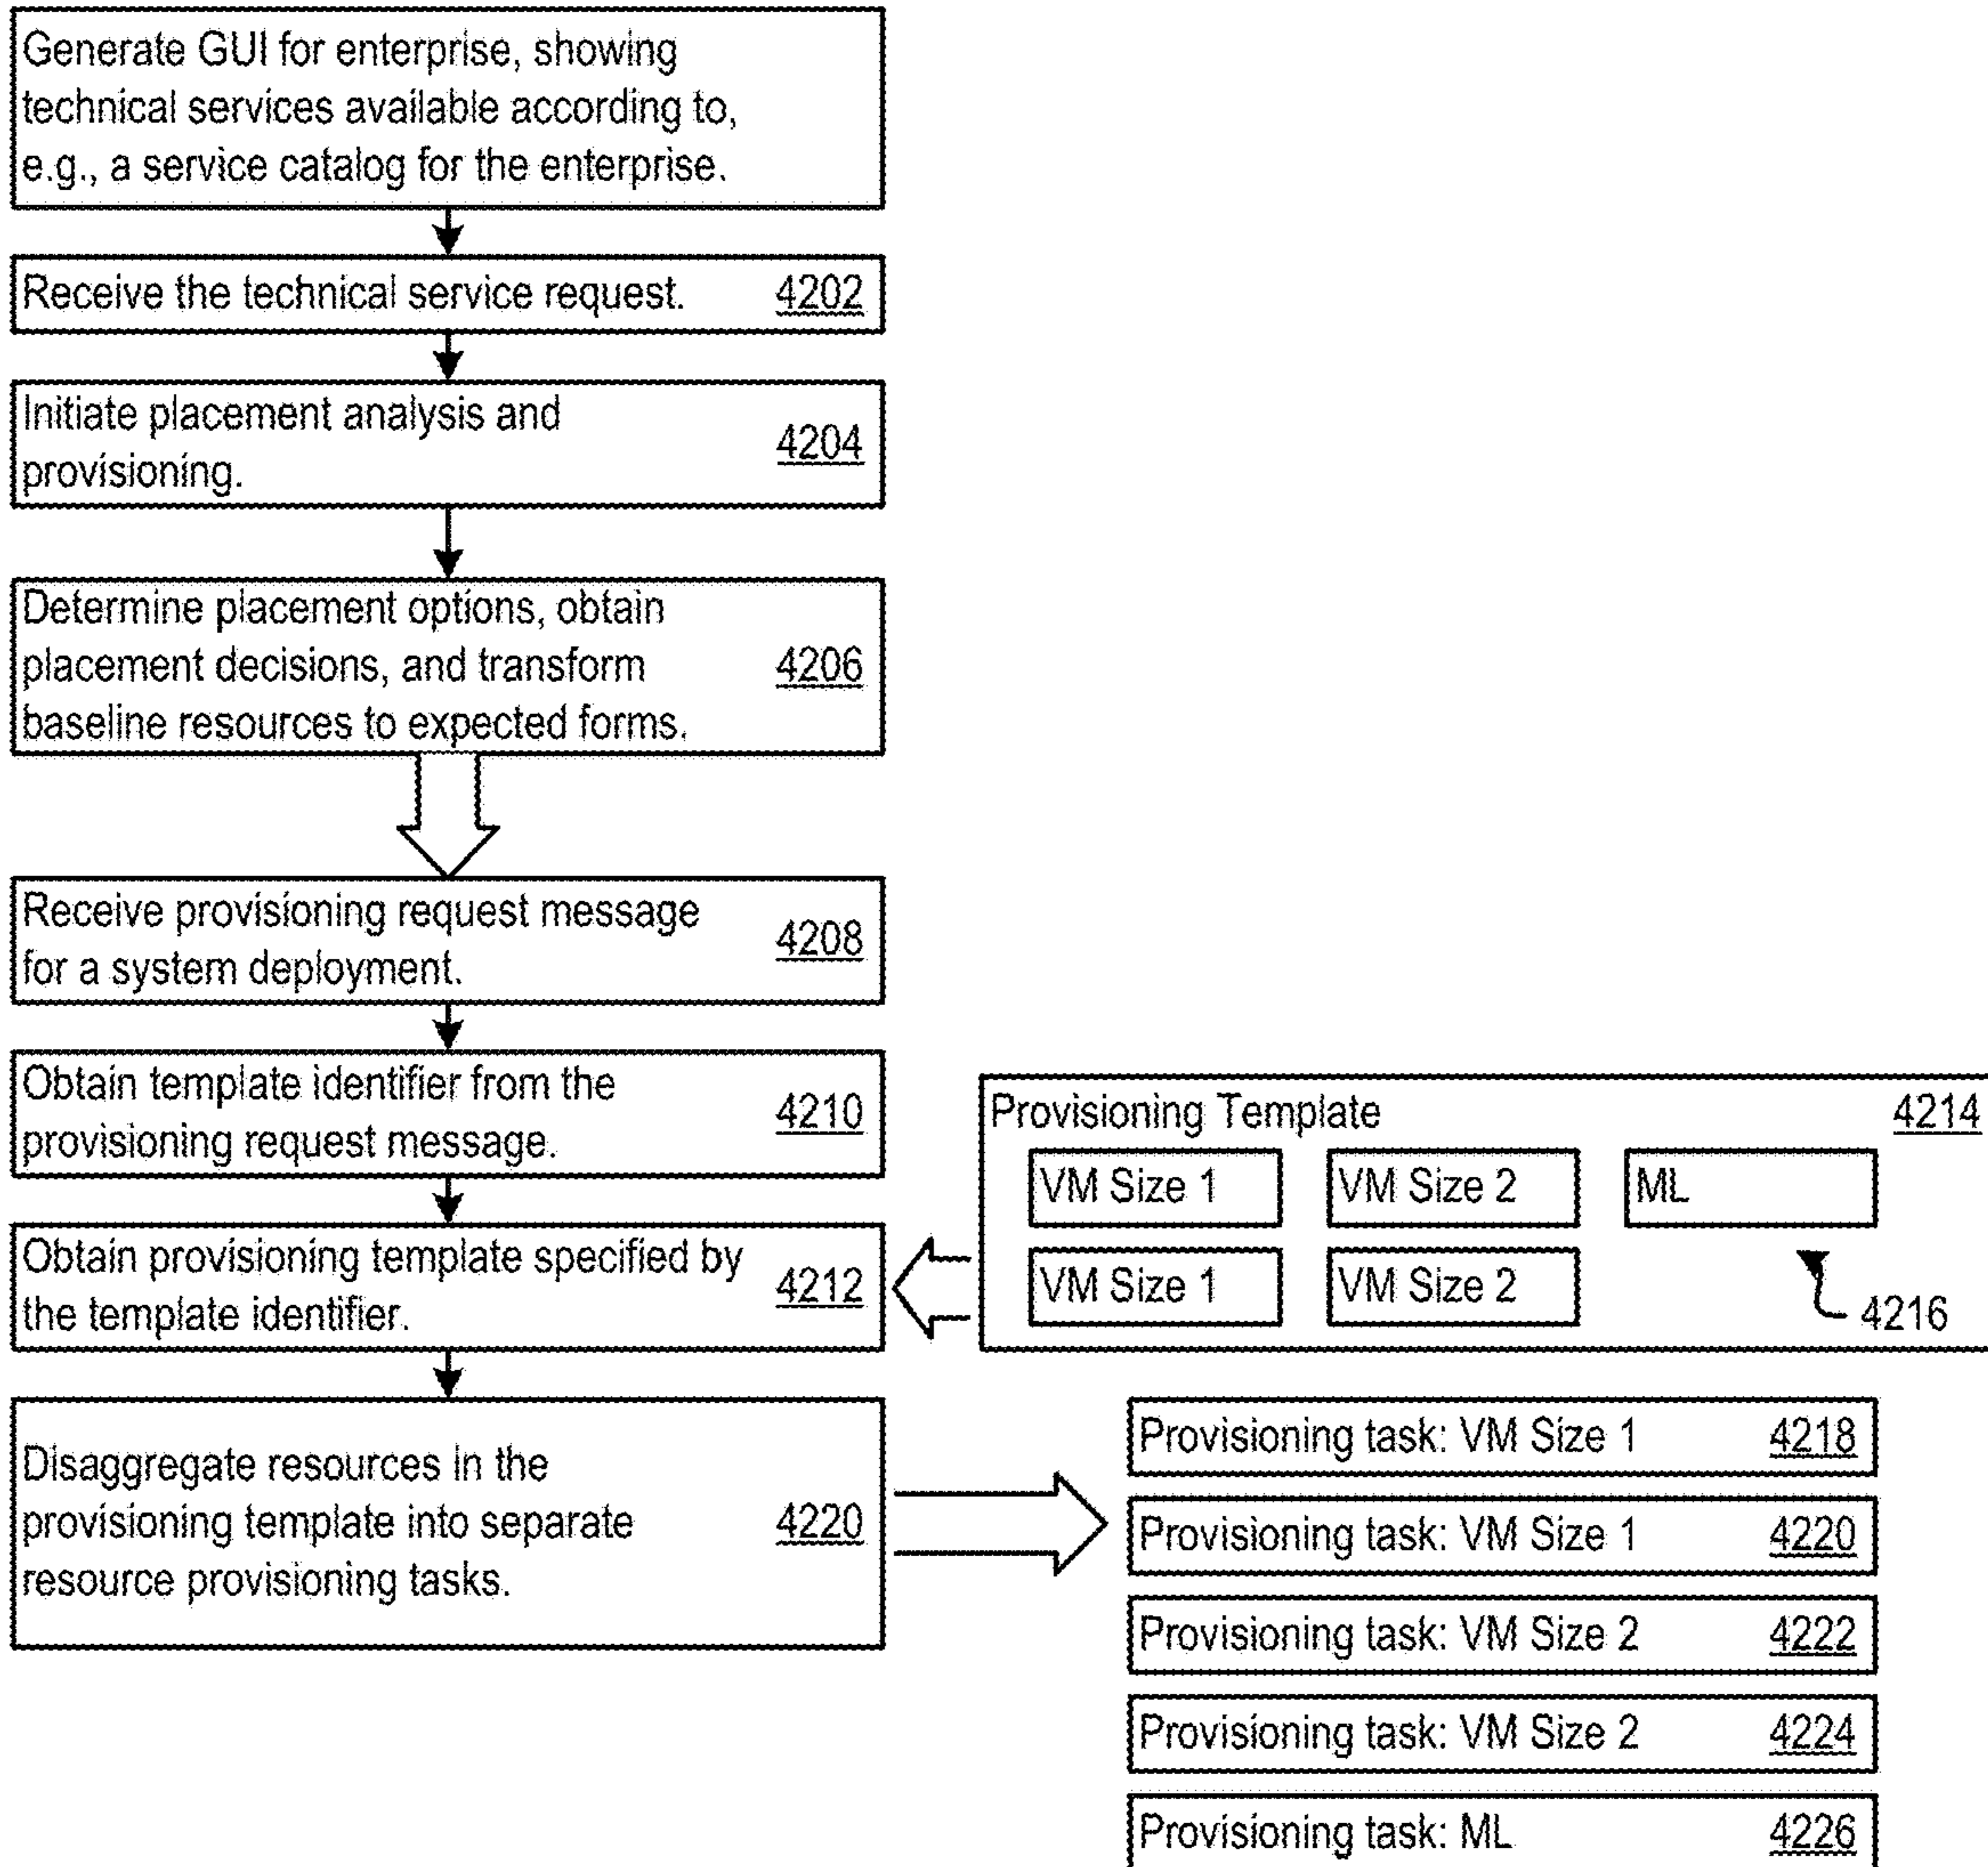 Generate GUI for enterprise, showing
technical services available according to,
e.g., a service catalog for the enterprise.
Receive the technical service request. 4202
Initiate placement analysis and
provisioning.
4204
Determine placement options, obtain
placement decisions, and transform
baseline resources to expected forms.
4206
Receive provisioning request message
for a system deployment.
4208
Obtain template identifier from the
provisioning request message.
4210
Obtain provisioning template specified by
the template identifier.
4212
Provisioning Template 4214
VM Size 1 VM Size 2 ML
VM Size 1 VM Size 2
4216
Disaggregate resources in the
provisioning template into separate
resource provisioning tasks.
4220
Provisioning task: VM Size 1 4218
Provisioning task: VM Size 1 4220
Provisioning task: VM Size 2 4222
Provisioning task: VM Size 2 4224
Provisioning task: ML 4226